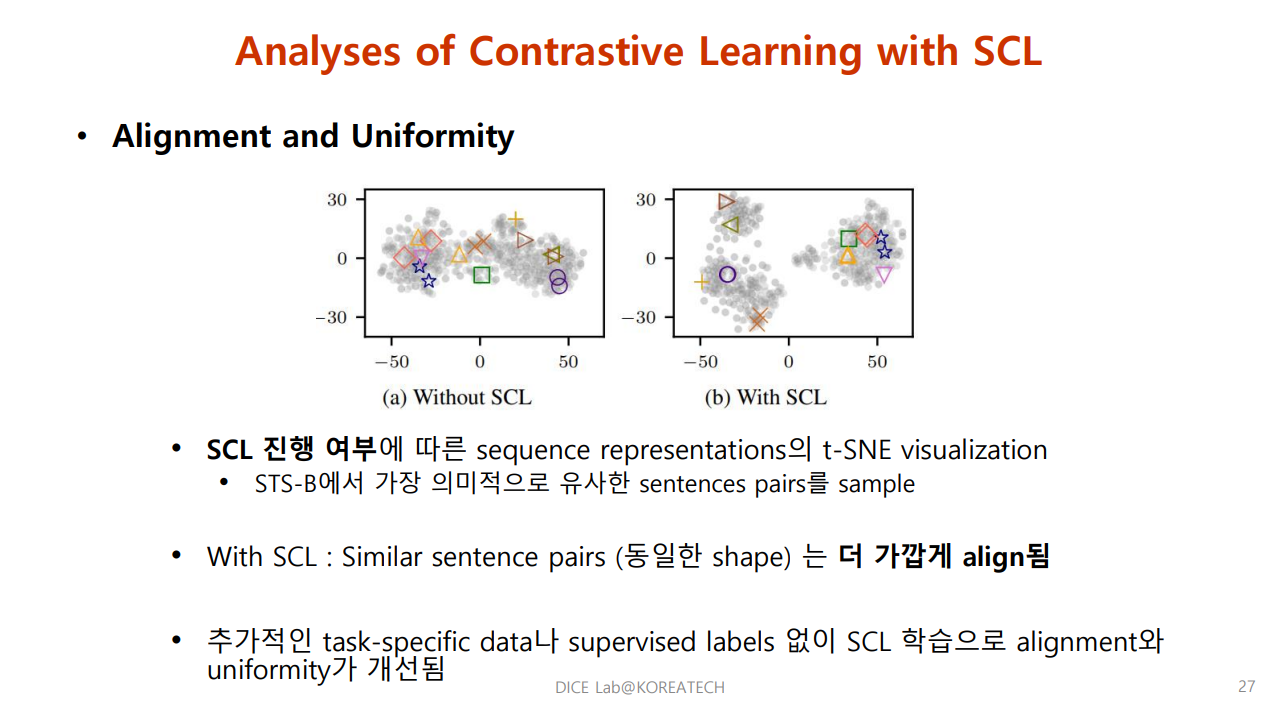 Analyses of Contrastive Learning with SCL
• Alignment and Uniformity
30
0
−30
−50 0 50
(a) Without SCL
30
0
−30
−50 0 50
(b) With SCL
• SCL 진행 여부에 따른 sequence representations의 t-SNE visualization
• STS-B에서 가장 의미적으로 유사한 sentences pairs를 sample
• With SCL : Similar sentence pairs (동일한 shape) 는 더 가깝게 align됨
• 추가적인 task-specific data나 supervised labels 없이 SCL 학습으로 alignment와
uniformity가 개선됨
DICE Lab@KOREATECH
27